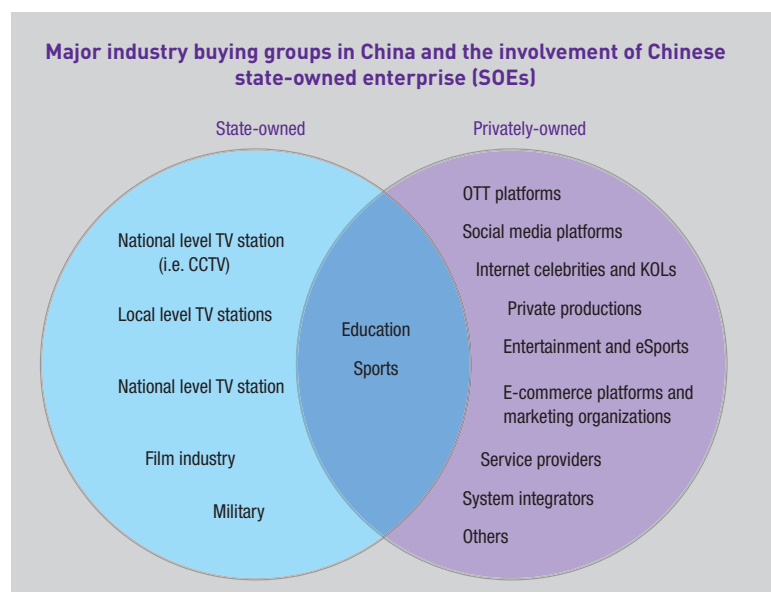 Major industry buying groups in China and the involvement of Chinese
state-owned enterprise (SOEs)
State-owned
Privately-owned
National level TV station
(i.e. CCTV)
Local level TV stations
National level TV station
Film industry
Military
Education
Sports
OTT platforms
Social media platforms
Internet celebrities and KOLs
Private productions
Entertainment and eSports
E-commerce platforms and
marketing organizations
Service providers
System integrators
Others